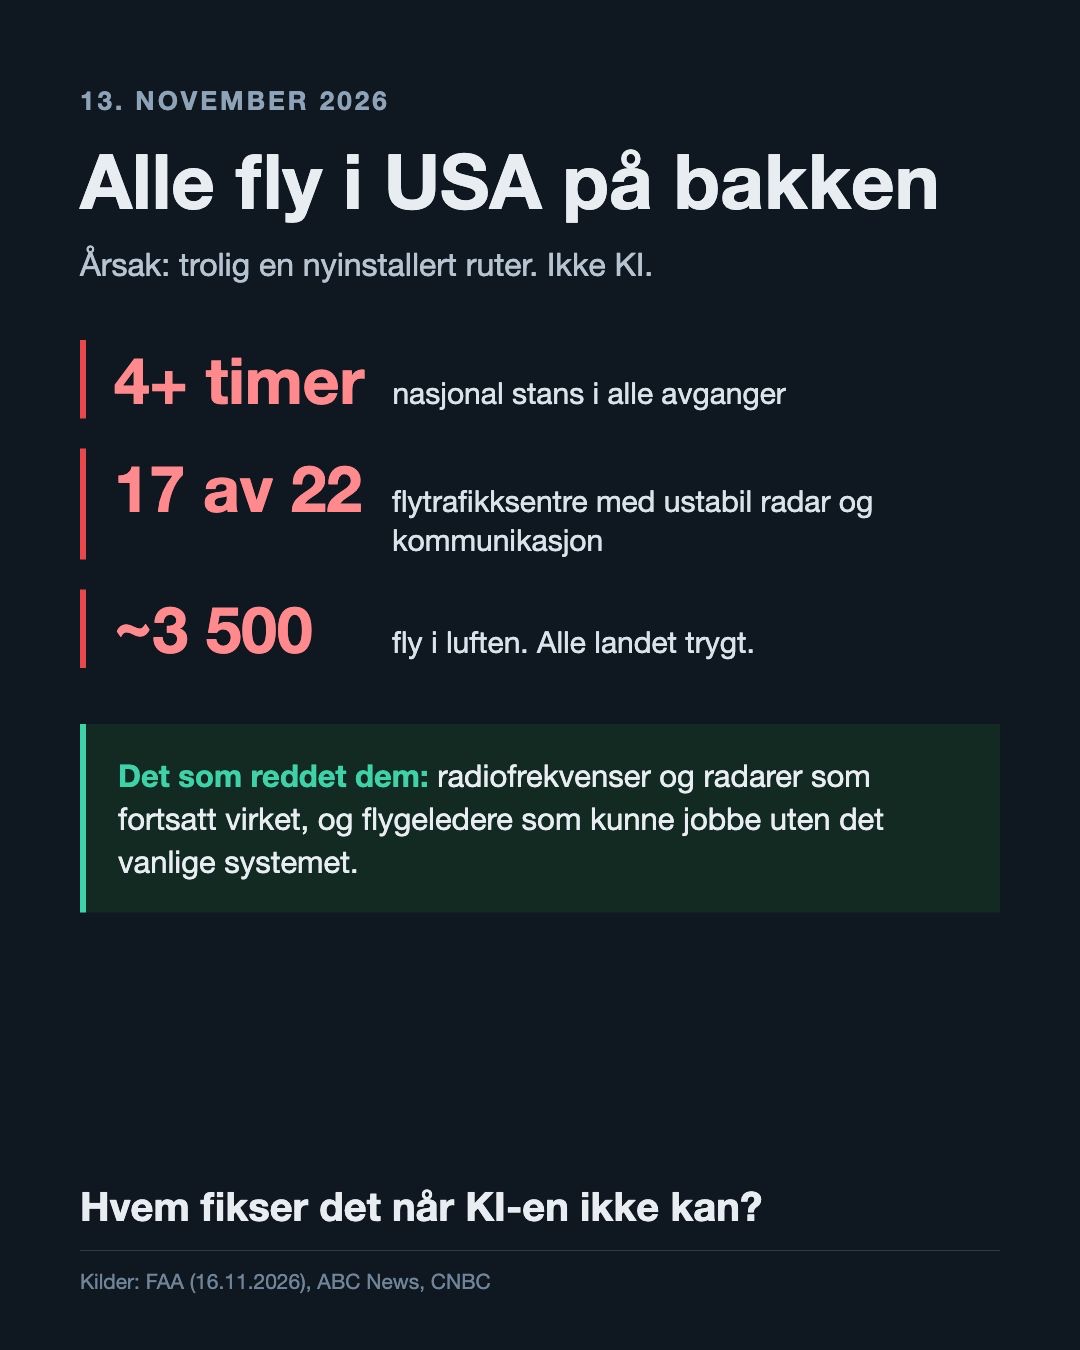 13. NOVEMBER 2026
Alle fly i USA på bakken
Årsak: trolig en nyinstallert ruter. Ikke KI.
4+ timer nasjonal stans i alle avganger
17 av 22 flytrafikksentre med ustabil radar og
kommunikasjon
~3 500 fly i luften. Alle landet trygt.
Det som reddet dem: radiofrekvenser og radarer som
fortsatt virket, og flygeledere som kunne jobbe uten det
vanlige systemet.
Hvem fikser det når KI-en ikke kan?
Kilder: FAA (16.11.2026), ABC News, CNBC